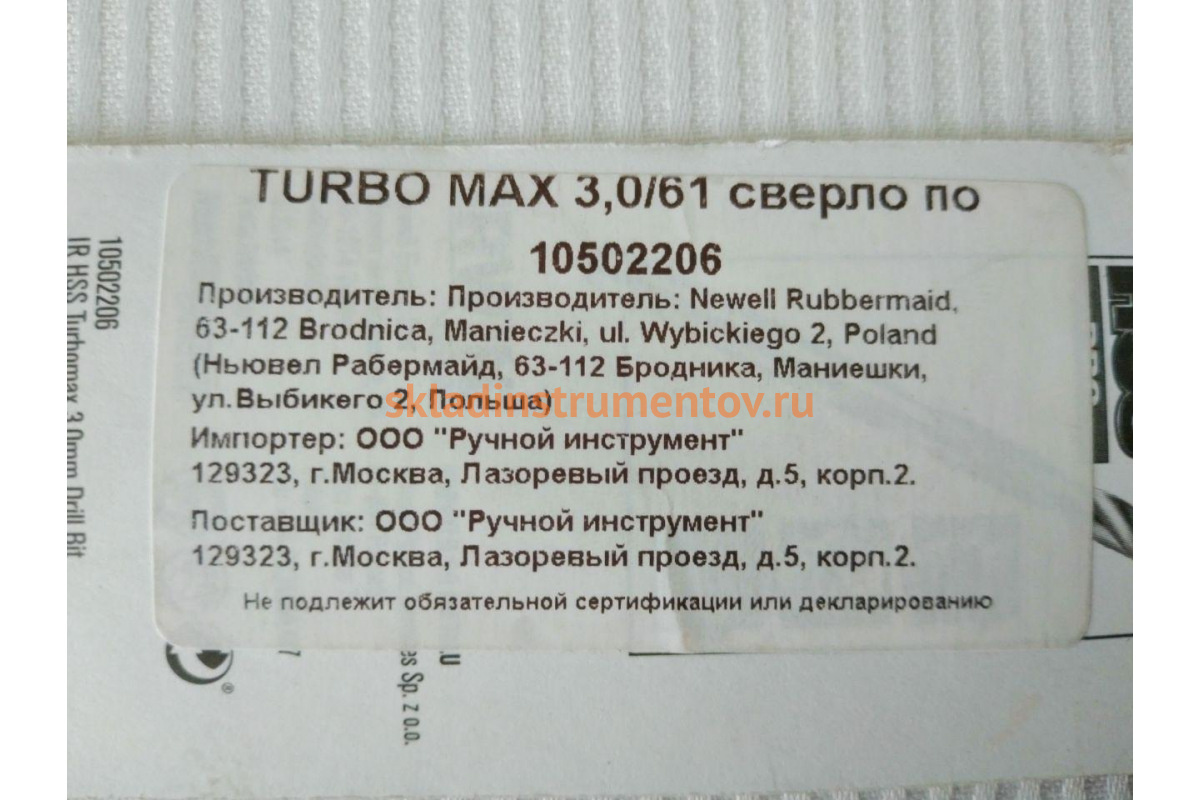 TURBO MAX 3,0/61 сверло по
10502206
Производитель: Производитель: Newell Rubbermaid,
63-112 Brodnica, Manieczki, ul. Wybickiego 2, Poland
(Ньювел Рабермайд, 63-112 Бродника, Маниешки,
ул.Выбикего 2, Польша)
skladinstrumentov.ru
Импортер: ООО "Ручной инструмент"
129323, г.Москва, Лазоревый проезд, д.5, корп.2.
Поставщик: ООО "Ручной инструмент"
129323, г.Москва, Лазоревый проезд, д.5, корп.2.
Не подлежит обязательной сертификации или декларированию
10502206
IR HSS Turbomax 3.0mm Drill Bit
es Sp. z o.o.